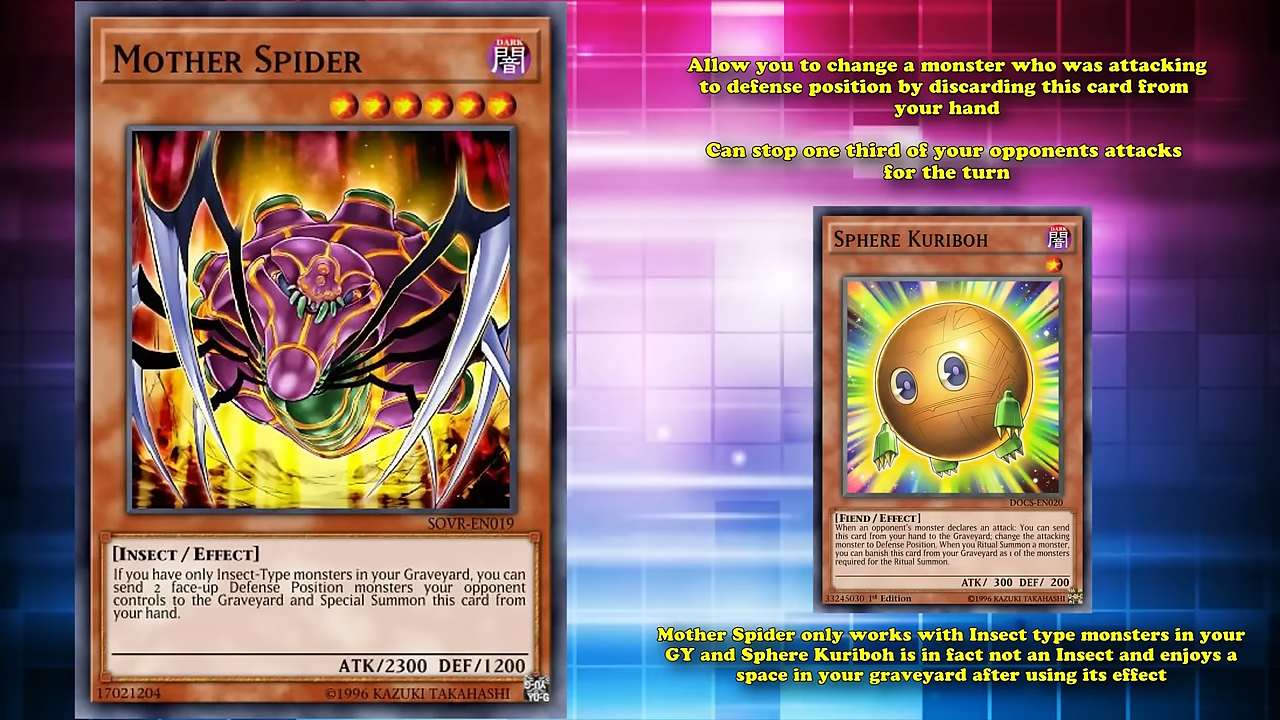 MOTHER SPIDER
DARK
闇
SOVR-EN019
[INSECT / EFFECT]
If you have only Insect-Type monsters in your Graveyard, you can
send 2 face-up Defense Position monsters your opponent
controls to the Graveyard and Special Summon this card from
your hand.
ATK/2300 DEF/1200
17021204
©1996 KAZUKI TAKAHASHI
Allow you to change a monster who was attacking
to defense position by discarding this card from
your hand
Can stop one third of your opponents attacks
for the turn
SPHERE KURIBOH
DARK
闇
DOCS-EN020
[FIEND / EFFECT]
When an opponent's monster declares an attack: You can send
this card from your hand to the Graveyard; change the attacking
monster to Defense Position. When you Ritual Summon a monster,
you can banish this card from your Graveyard as 1 of the monsters
required for the Ritual Summon.
ATK/ 300 DEF/ 200
33245030 1st Edition
©1996 KAZUKI TAKAHASHI
Mother Spider only works with Insect type monsters in your
GY and Sphere Kuriboh is in fact not an Insect and enjoys a
space in your graveyard after using its effect